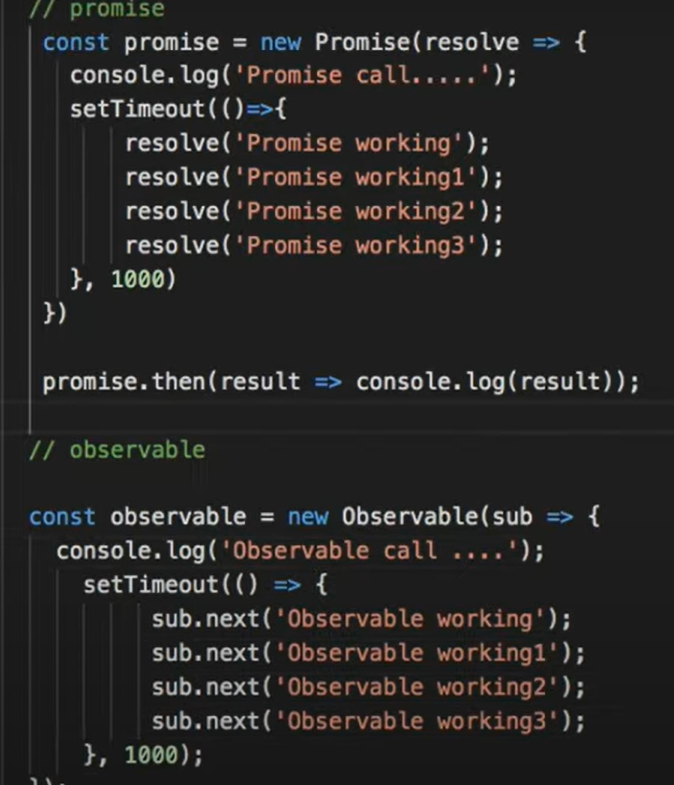 // promise
const promise = new Promise(resolve => {
console.log('Promise call.....');
setTimeout(()=>{
resolve('Promise working');
resolve('Promise working1');
resolve('Promise working2');
resolve('Promise working3');
}, 1000)
})
promise.then(result => console.log(result));
// observable
const observable = new Observable(sub => {
console.log('Observable call ....');
setTimeout(() => {
sub.next('Observable working');
sub.next('Observable working1');
sub.next('Observable working2');
sub.next('Observable working3');
}, 1000);